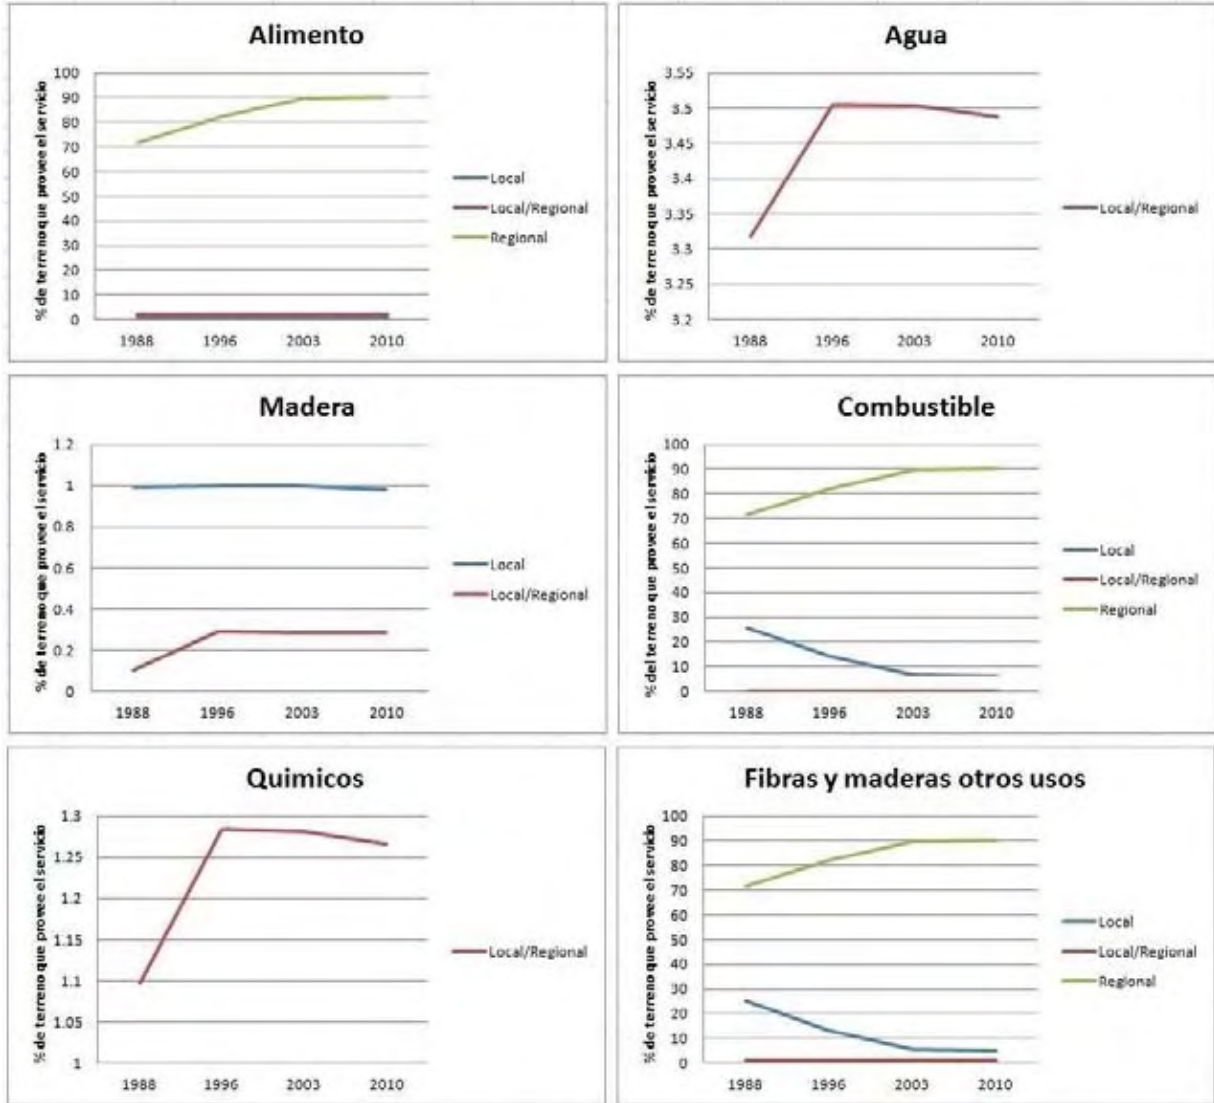 Alimento
% de terreno que provee el servicio
100
90
80
70
60
50
40
30
20
10
0
1988 1996 2003 2010
Local
Local/Regional
Regional
Agua
% de terreno que provee el servicio
3.55
3.5
3.45
3.4
3.35
3.3
3.25
3.2
1988 1996 2003 2010
Local/Regional
Madera
% de terreno que provee el servicio
1.2
1
0.8
0.6
0.4
0.2
0
1988 1996 2003 2010
Local
Local/Regional
Combustible
% del terreno que provee el servicio
100
90
80
70
60
50
40
30
20
10
0
1988 1996 2003 2010
Local
Local/Regional
Regional
Quimicos
% de terreno que provee el servicio
1.3
1.25
1.2
1.15
1.1
1.05
1
1988 1996 2003 2010
Local/Regional
Fibras y maderas otros usos
% de terreno que provee el servicio
100
90
80
70
60
50
40
30
20
10
0
1988 1996 2003 2010
Local
Local/Regional
Regional